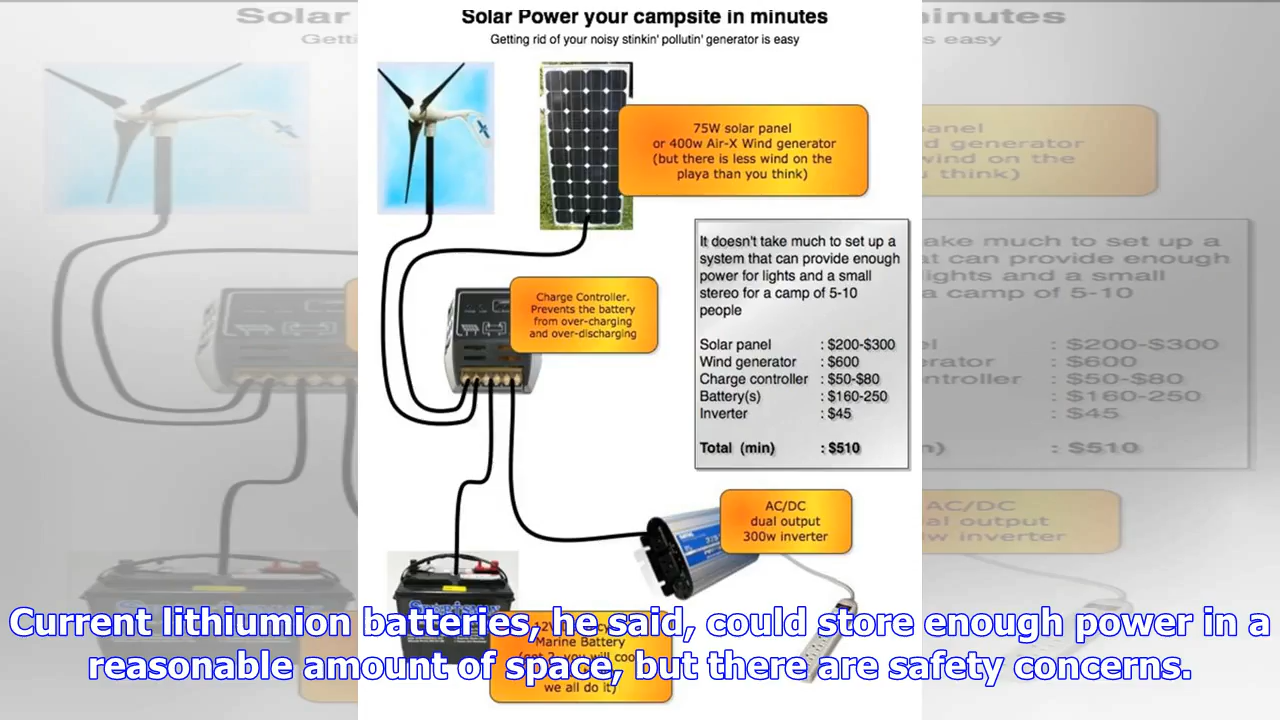 Solar Power your campsite in minutes
Getting rid of your noisy stinkin' pollutin' generator is easy
75W solar panel
or 400w Air-X Wind generator
(but there is less wind on the
playa than you think)
It doesn't take much to set up a
system that can provide enough
power for lights and a small
stereo for a camp of 5-10
people
Solar panel : $200-$300
Wind generator : $600
Charge controller : $50-$80
Battery(s) : $160-250
Inverter : $45
Total (min) : $510
Charge Controller.
Prevents the battery
from over-charging
and over-discharging
AC/DC
dual output
300w inverter
Marine Battery
we all do it)
Current lithiumion batteries, he said, could store enough power in a
reasonable amount of space, but there are safety concerns.